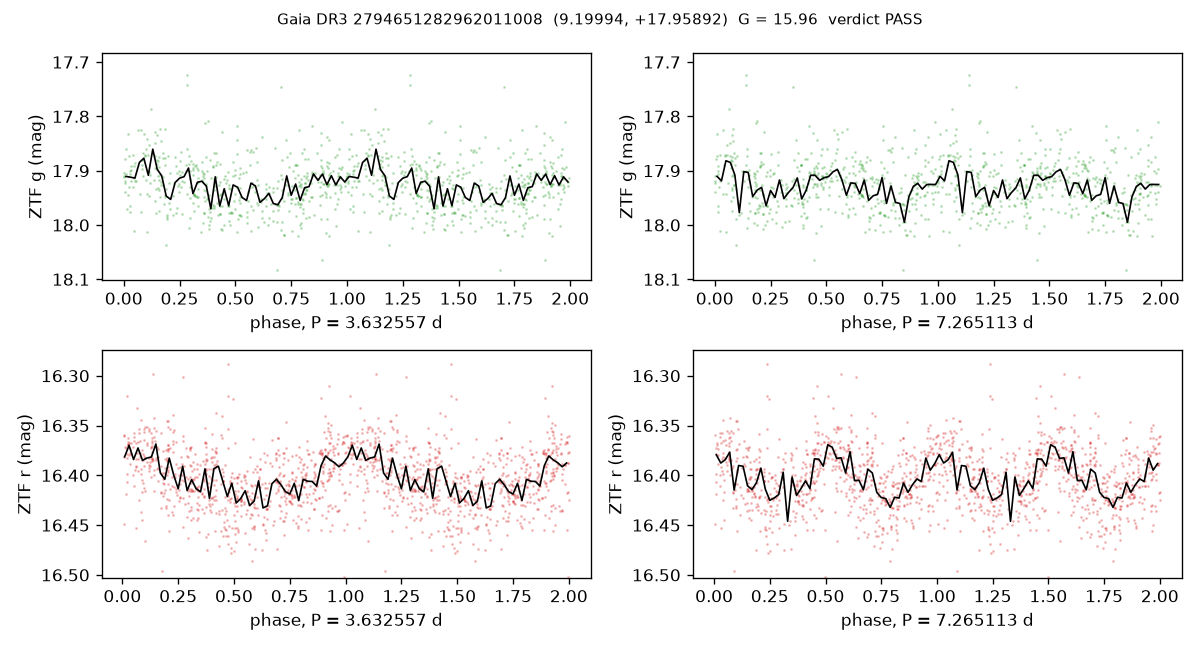 Gaia DR3 2794651282962011008  (9.19994, +17.95892)  G = 15.96  verdict PASS
17.7
17.8
17.9
18.0
18.1
ZTF g (mag)
0.00 0.25 0.50 0.75 1.00 1.25 1.50 1.75 2.00
phase, P = 3.632557 d
17.7
17.8
17.9
18.0
18.1
ZTF g (mag)
0.00 0.25 0.50 0.75 1.00 1.25 1.50 1.75 2.00
phase, P = 7.265113 d
16.30
16.35
16.40
16.45
16.50
ZTF r (mag)
0.00 0.25 0.50 0.75 1.00 1.25 1.50 1.75 2.00
phase, P = 3.632557 d
16.30
16.35
16.40
16.45
16.50
ZTF r (mag)
0.00 0.25 0.50 0.75 1.00 1.25 1.50 1.75 2.00
phase, P = 7.265113 d